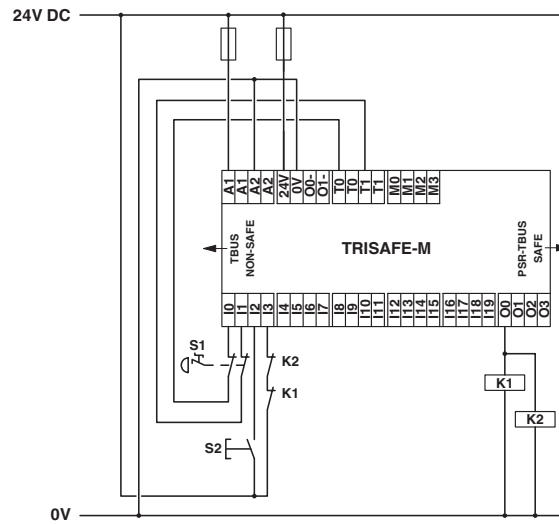 24V DC
A1 A1 A2 A2 24V 0V O0- O1- T0 T0 T1 T1 M0 M1 M2 M3
TBUS
NON-SAFE
TRISAFE-M
PSR-TBUS
SAFE
I0 I1 I2 I3 I4 I5 I6 I7 I8 I9 I10 I11 I12 I13 I14 I15 I16 I17 I18 I19 O0 O1 O2 O3
S1
K2
K1
S2
K1
K2
0V